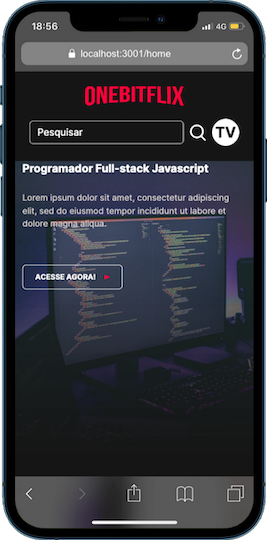 18:56
4G
localhost:3001/home
ONEBITFLIX
Pesquisar
TV
Programador Full-stack Javascript
Lorem ipsum dolor sit amet, consectetur adipiscing
elit, sed do eiusmod tempor incididunt ut labore et
dolore magna aliqua.
ACESSE AGORA!